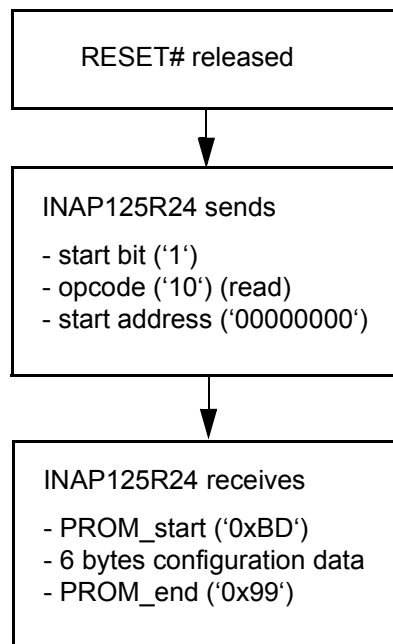 RESET# released
INAP125R24 sends
- start bit (‘1‘)
- opcode (‘10‘) (read)
- start address (‘00000000‘)
INAP125R24 receives
- PROM_start (‘0xBD‘)
- 6 bytes configuration data
- PROM_end (‘0x99‘)